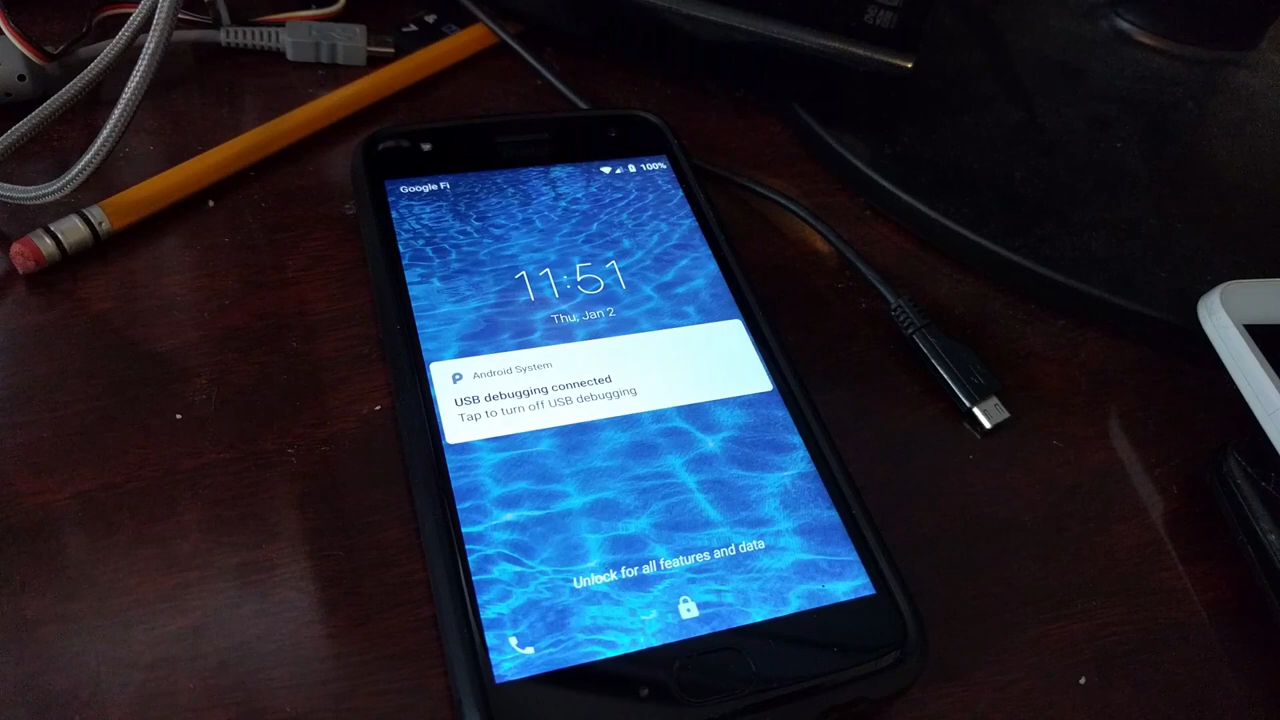 Google Fi
100%
11:51
Thu, Jan 2
Android System
USB debugging connected
Tap to turn off USB debugging
Unlock for all features and data